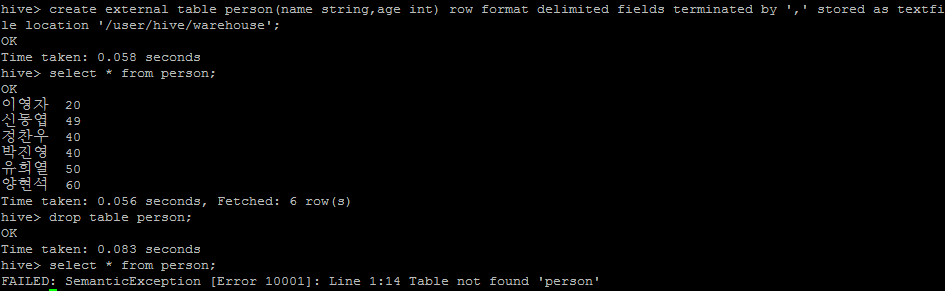 hive> create external table person(name string,age int) row format delimited fields terminated by ',' stored as textfi
le location '/user/hive/warehouse';
OK
Time taken: 0.058 seconds
hive> select * from person;
OK
이영자  20
신동엽  49
정찬우  40
박진영  40
유희열  50
양현석  60
Time taken: 0.056 seconds, Fetched: 6 row(s)
hive> drop table person;
OK
Time taken: 0.083 seconds
hive> select * from person;
FAILED: SemanticException [Error 10001]: Line 1:14 Table not found 'person'